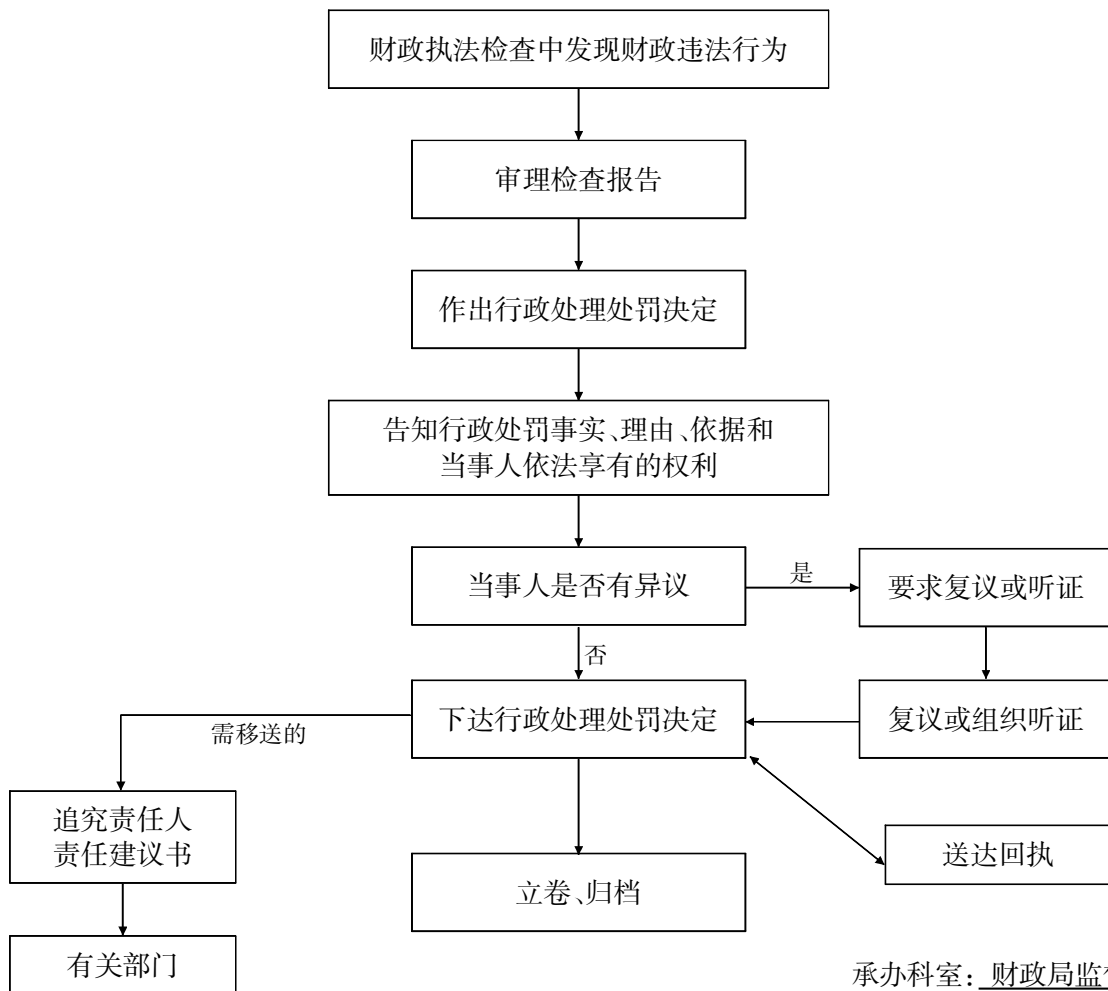 财政执法检查中发现财政违法行为
审理检查报告
作出行政处理处罚决定
告知行政处罚事实、理由、依据和
当事人依法享有的权利
当事人是否有异议
是
要求复议或听证
否
下达行政处理处罚决定
复议或组织听证
需移送的
追究责任人
责任建议书
送达回执
立卷、归档
有关部门
承办科室：财政局监